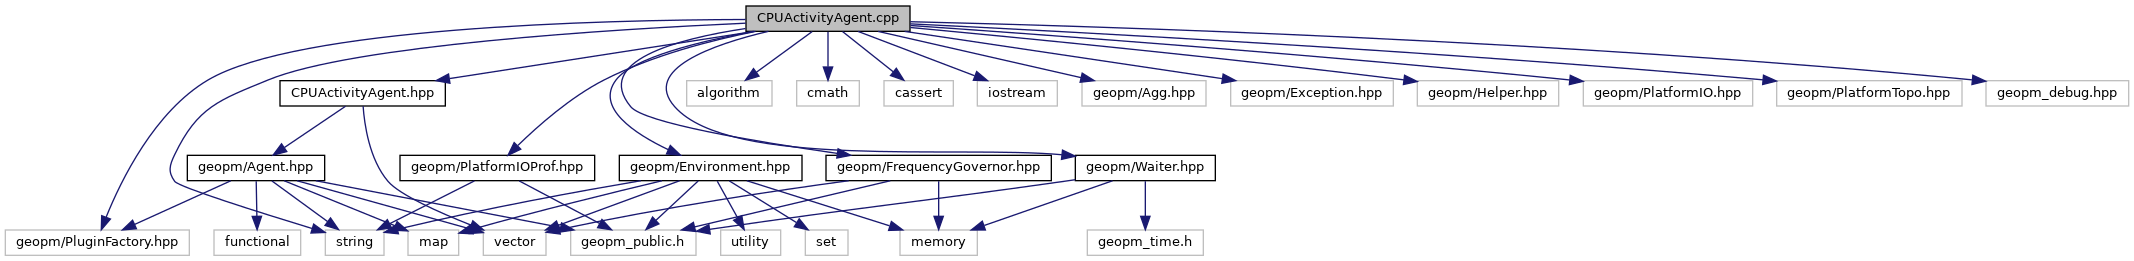 CPUActivityAgent.cpp
CPUActivityAgent.hpp
algorithm
cmath
cassert
iostream
geopm/Agg.hpp
geopm/Exception.hpp
geopm/Helper.hpp
geopm/PlatformIO.hpp
geopm/PlatformTopo.hpp
geopm_debug.hpp
geopm/Agent.hpp
geopm/PlatformIOProf.hpp
geopm/Environment.hpp
geopm/FrequencyGovernor.hpp
geopm/Waiter.hpp
geopm/PluginFactory.hpp
functional
string
map
vector
geopm_public.h
utility
set
memory
geopm_time.h